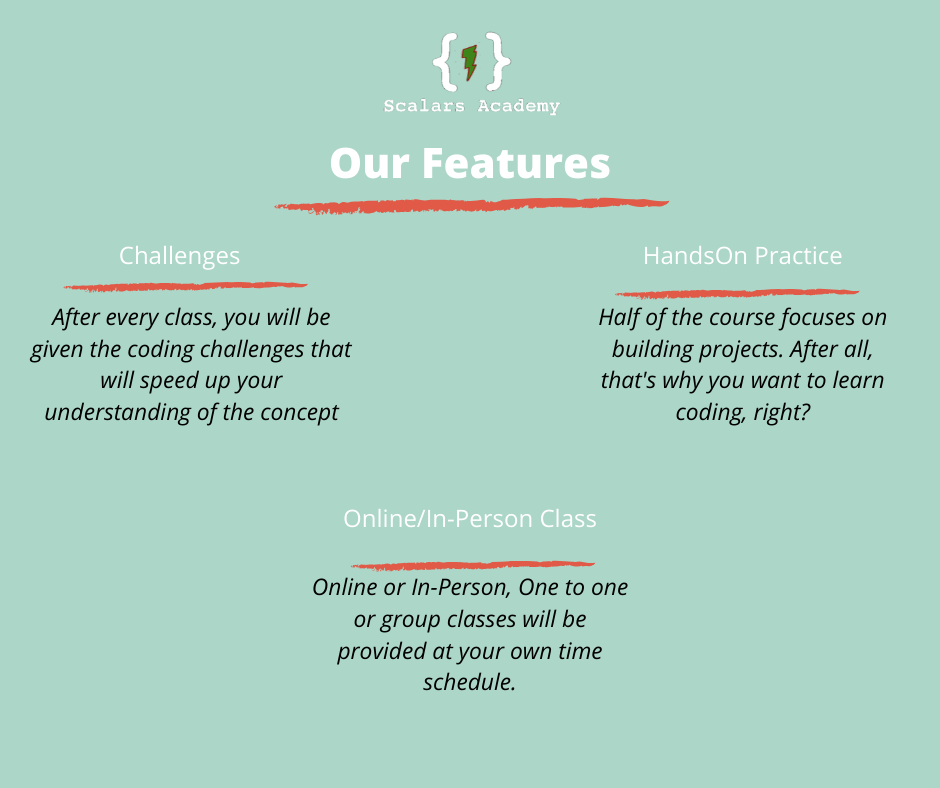 { }
Scalars Academy
Our Features
Challenges
After every class, you will be
given the coding challenges that
will speed up your
understanding of the concept
HandsOn Practice
Half of the course focuses on
building projects. After all,
that's why you want to learn
coding, right?
Online/In-Person Class
Online or In-Person, One to one
or group classes will be
provided at your own time
schedule.